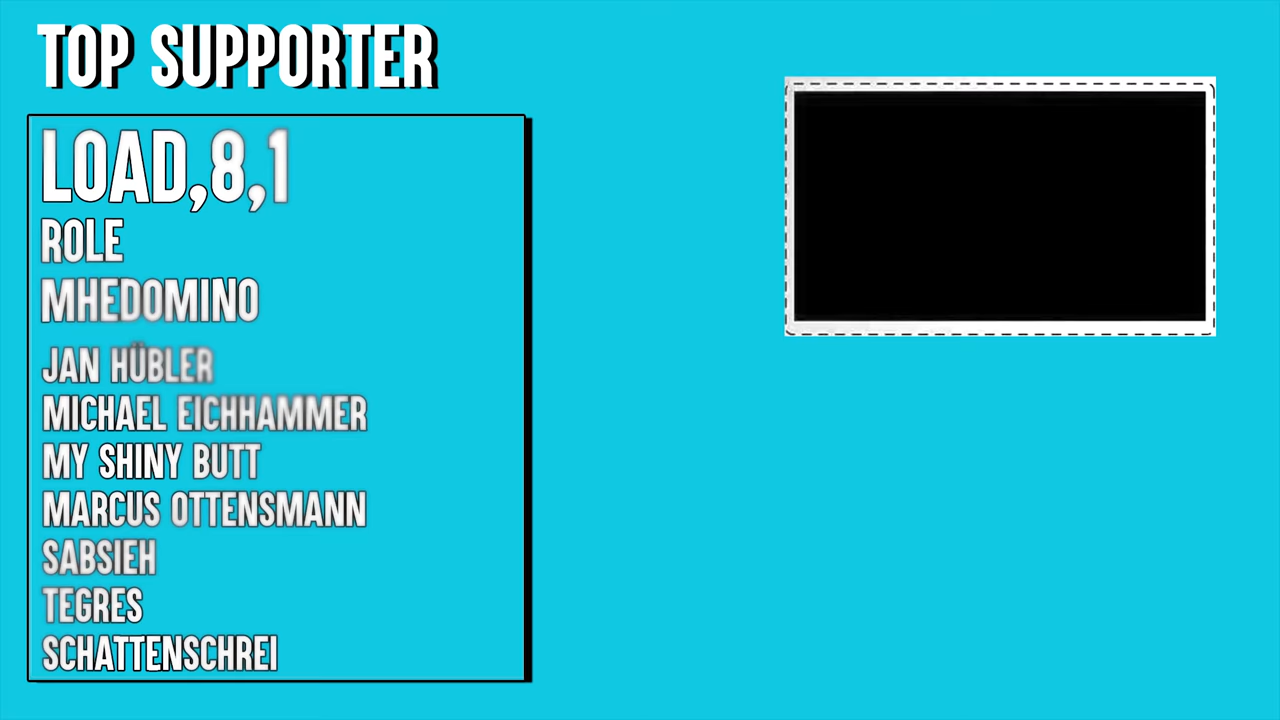 TOP SUPPORTER
LOAD,8,1
ROLE
MHEDOMINO
JAN HÜBLER
MICHAEL EICHHAMMER
MY SHINY BUTT
MARCUS OTTENSMANN
SABSIEH
TEGRES
SCHATTENSCHREI